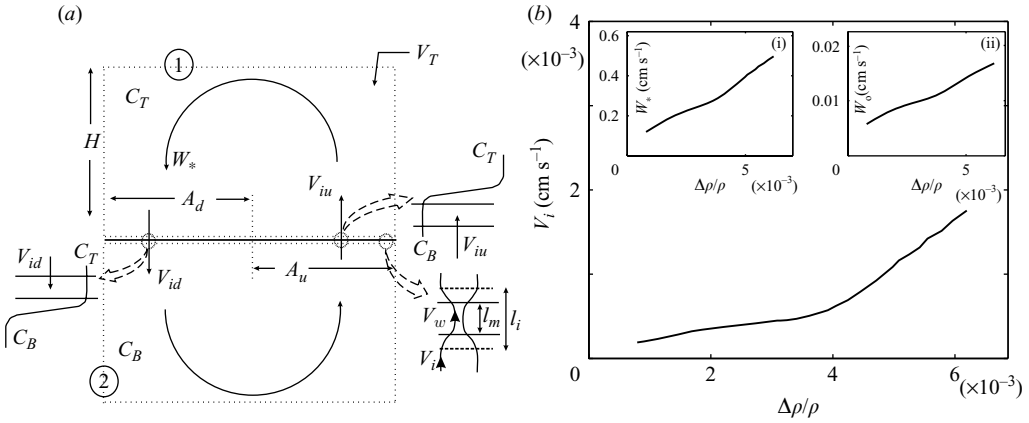 (a)
1
V_T
C_T
H
W_*
A_d
V_iu
C_T
C_B
V_iu
V_id
C_T
V_id
A_u
C_B
C_B
V_w
l_m
l_i
V_i
2
(b)
4
(×10⁻³)
2
0
V_i (cm s⁻¹)
2
4
6
(×10⁻³)
Δρ/ρ
(i)
0.6
0.4
0.2
0
W_* (cm s⁻¹)
5
Δρ/ρ
(×10⁻³)
(ii)
0.02
0.01
0
W_o(cm s⁻¹)
5
Δρ/ρ
(×10⁻³)